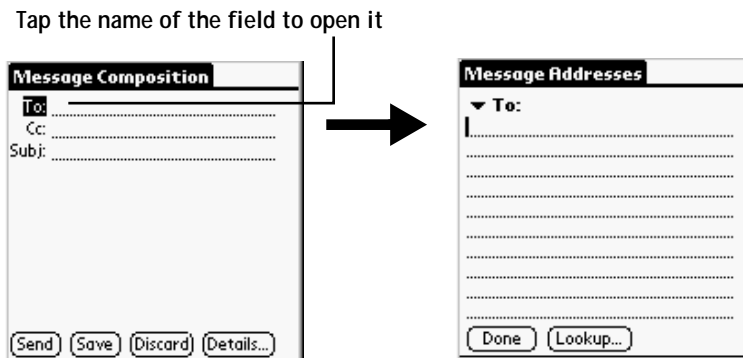 Tap the name of the field to open it
Message Composition
To:
Cc:
Subj:
Send Save Discard Details...
Message Addresses
To:
Done Lookup...